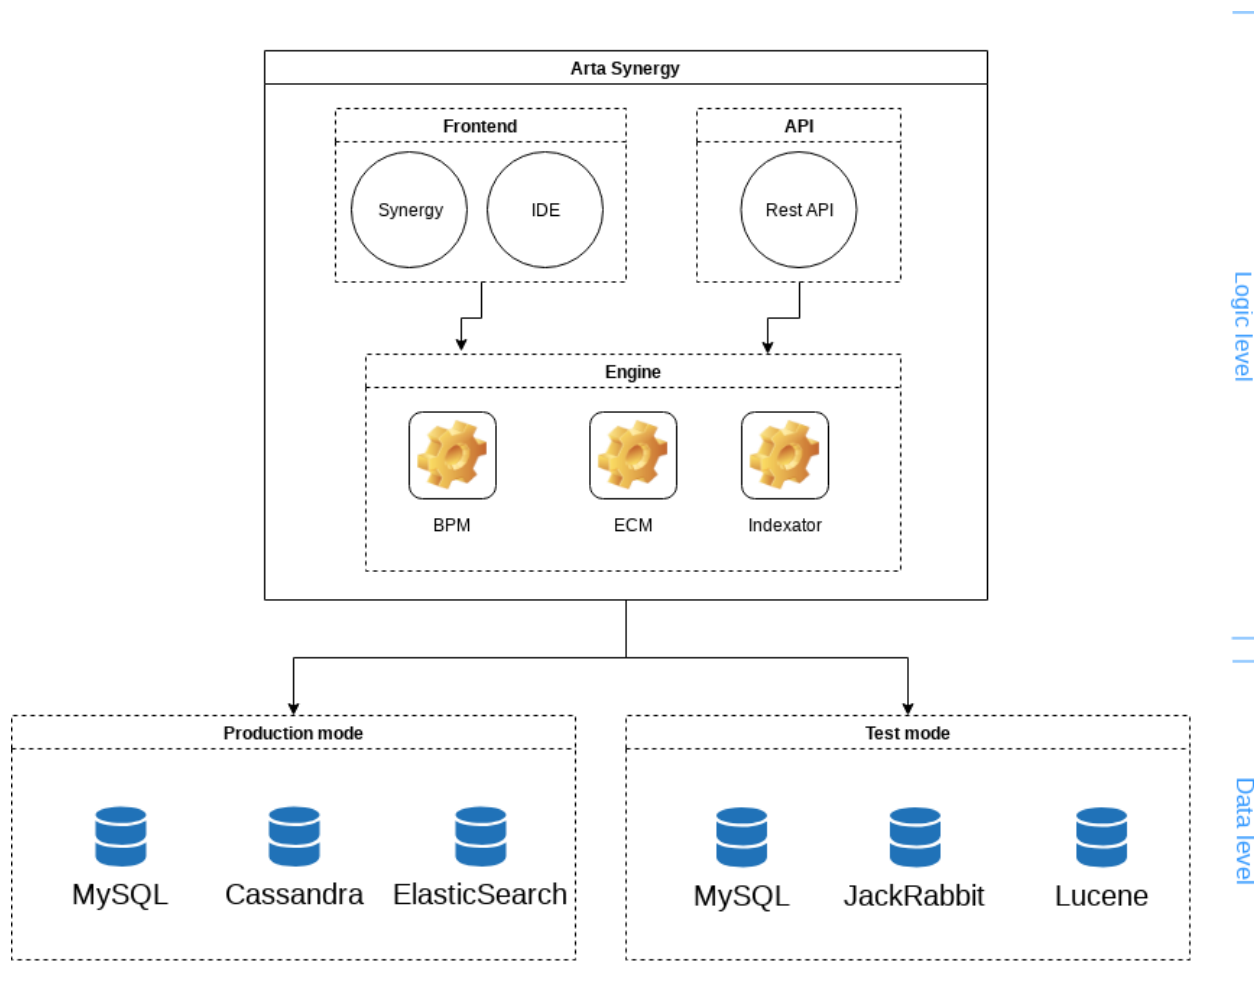 Arta Synergy
Frontend
API
Synergy
IDE
Rest API
Engine
BPM
ECM
Indexator
Logic level
Production mode
Test mode
MySQL
Cassandra
ElasticSearch
MySQL
JackRabbit
Lucene
Data level